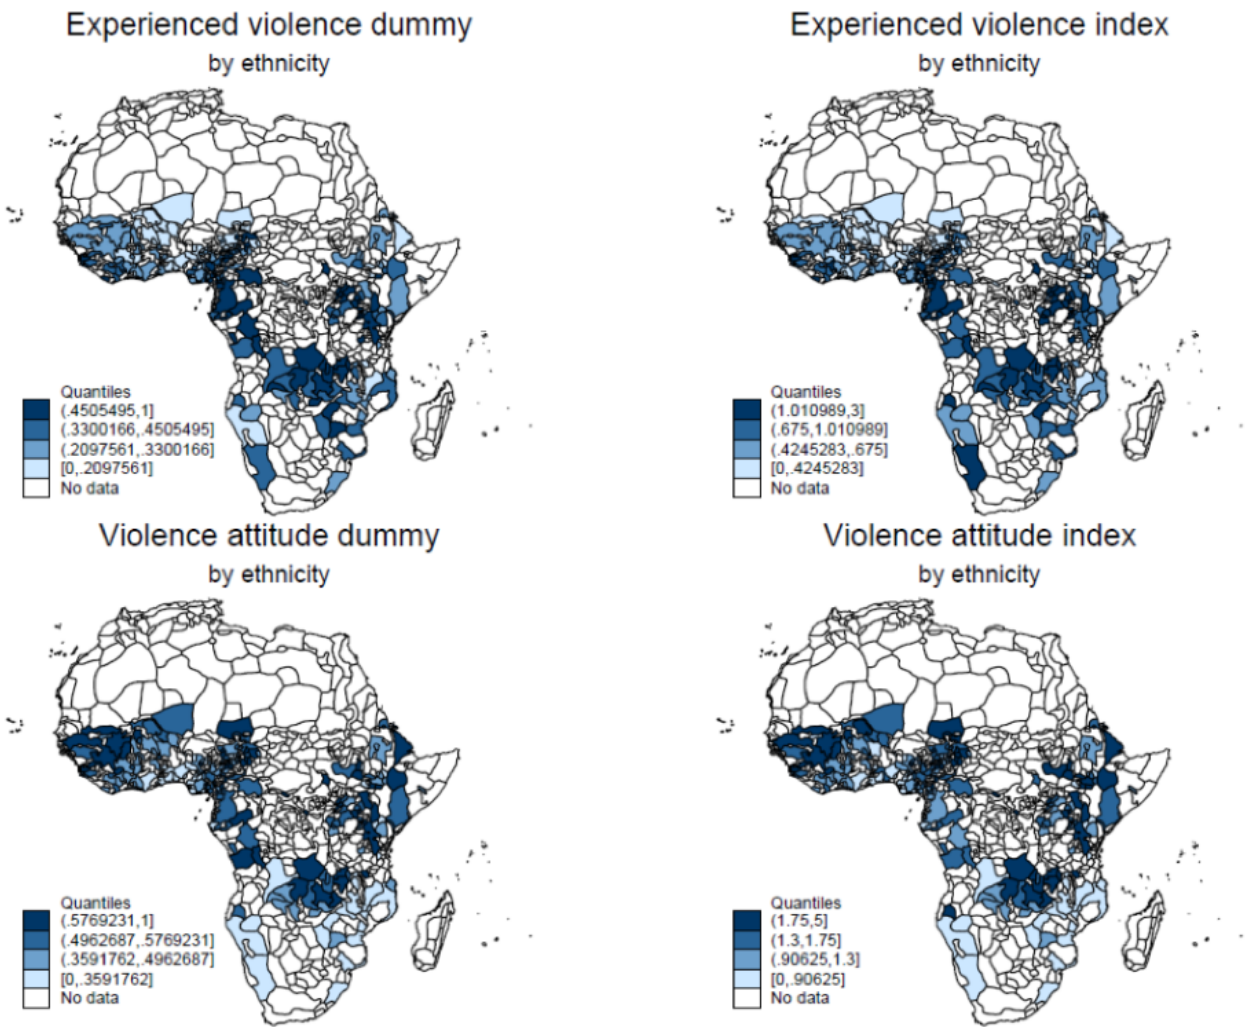 Experienced violence dummy
by ethnicity
Quantiles
(.4505495,1]
(.3300166,.4505495]
(.2097561,.3300166]
[0,.2097561]
No data
Experienced violence index
by ethnicity
Quantiles
(1.010989,3]
(.675,1.010989]
(.4245283,.675]
[0,.4245283]
No data
Violence attitude dummy
by ethnicity
Quantiles
(.5769231,1]
(.4962687,.5769231]
(.3591762,.4962687]
[0,.3591762]
No data
Violence attitude index
by ethnicity
Quantiles
(1.75,5]
(1.3,1.75]
(.90625,1.3]
[0,.90625]
No data